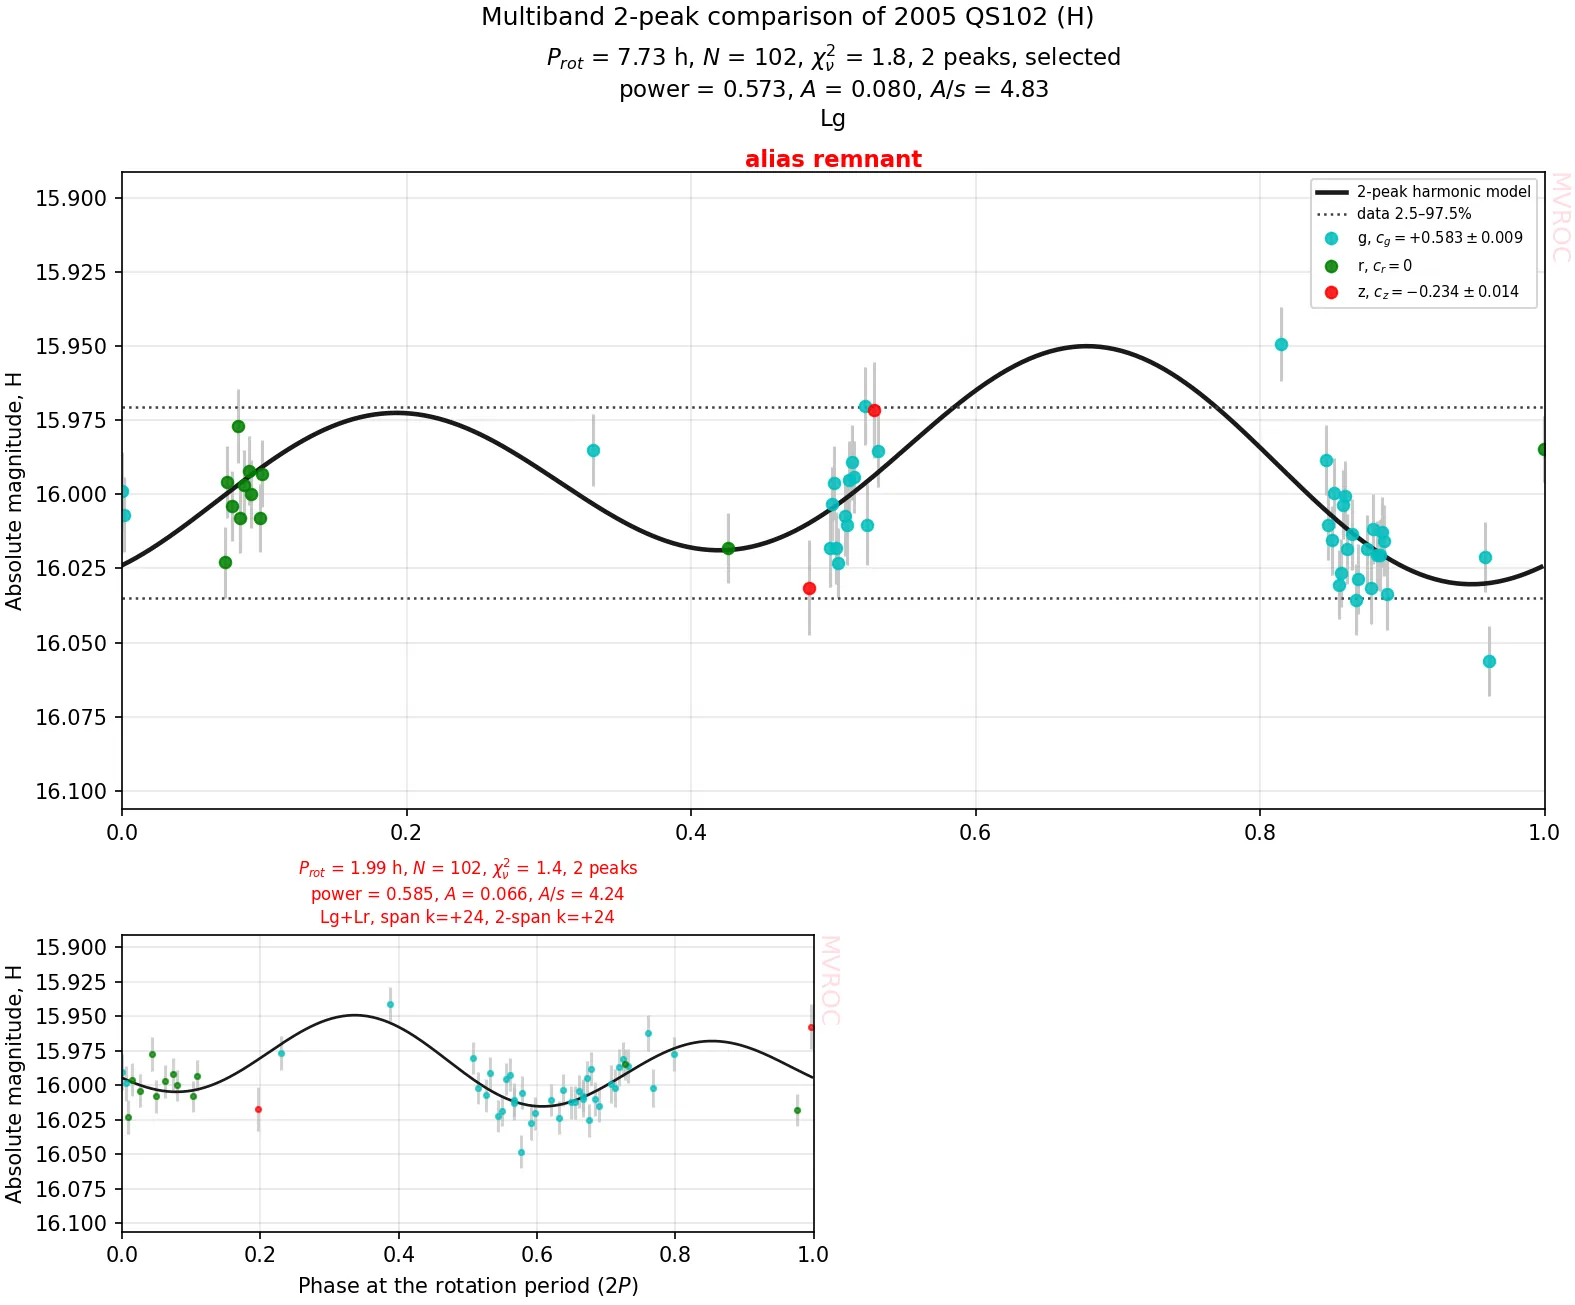 Multiband 2-peak comparison of 2005 QS102 (H)
P_rot = 7.73 h, N = 102, χ²_ν = 1.8, 2 peaks, selected
power = 0.573, A = 0.080, A/s = 4.83
Lg
alias remnant
2-peak harmonic model
data 2.5–97.5%
g, c_g = +0.583 ± 0.009
r, c_r = 0
z, c_z = −0.234 ± 0.014
MVROC
Absolute magnitude, H
15.900
15.925
15.950
15.975
16.000
16.025
16.050
16.075
16.100
0.0 0.2 0.4 0.6 0.8 1.0
P_rot = 1.99 h, N = 102, χ²_ν = 1.4, 2 peaks
power = 0.585, A = 0.066, A/s = 4.24
Lg+Lr, span k=+24, 2-span k=+24
MVROC
Absolute magnitude, H
15.900
15.925
15.950
15.975
16.000
16.025
16.050
16.075
16.100
0.0 0.2 0.4 0.6 0.8 1.0
Phase at the rotation period (2P)